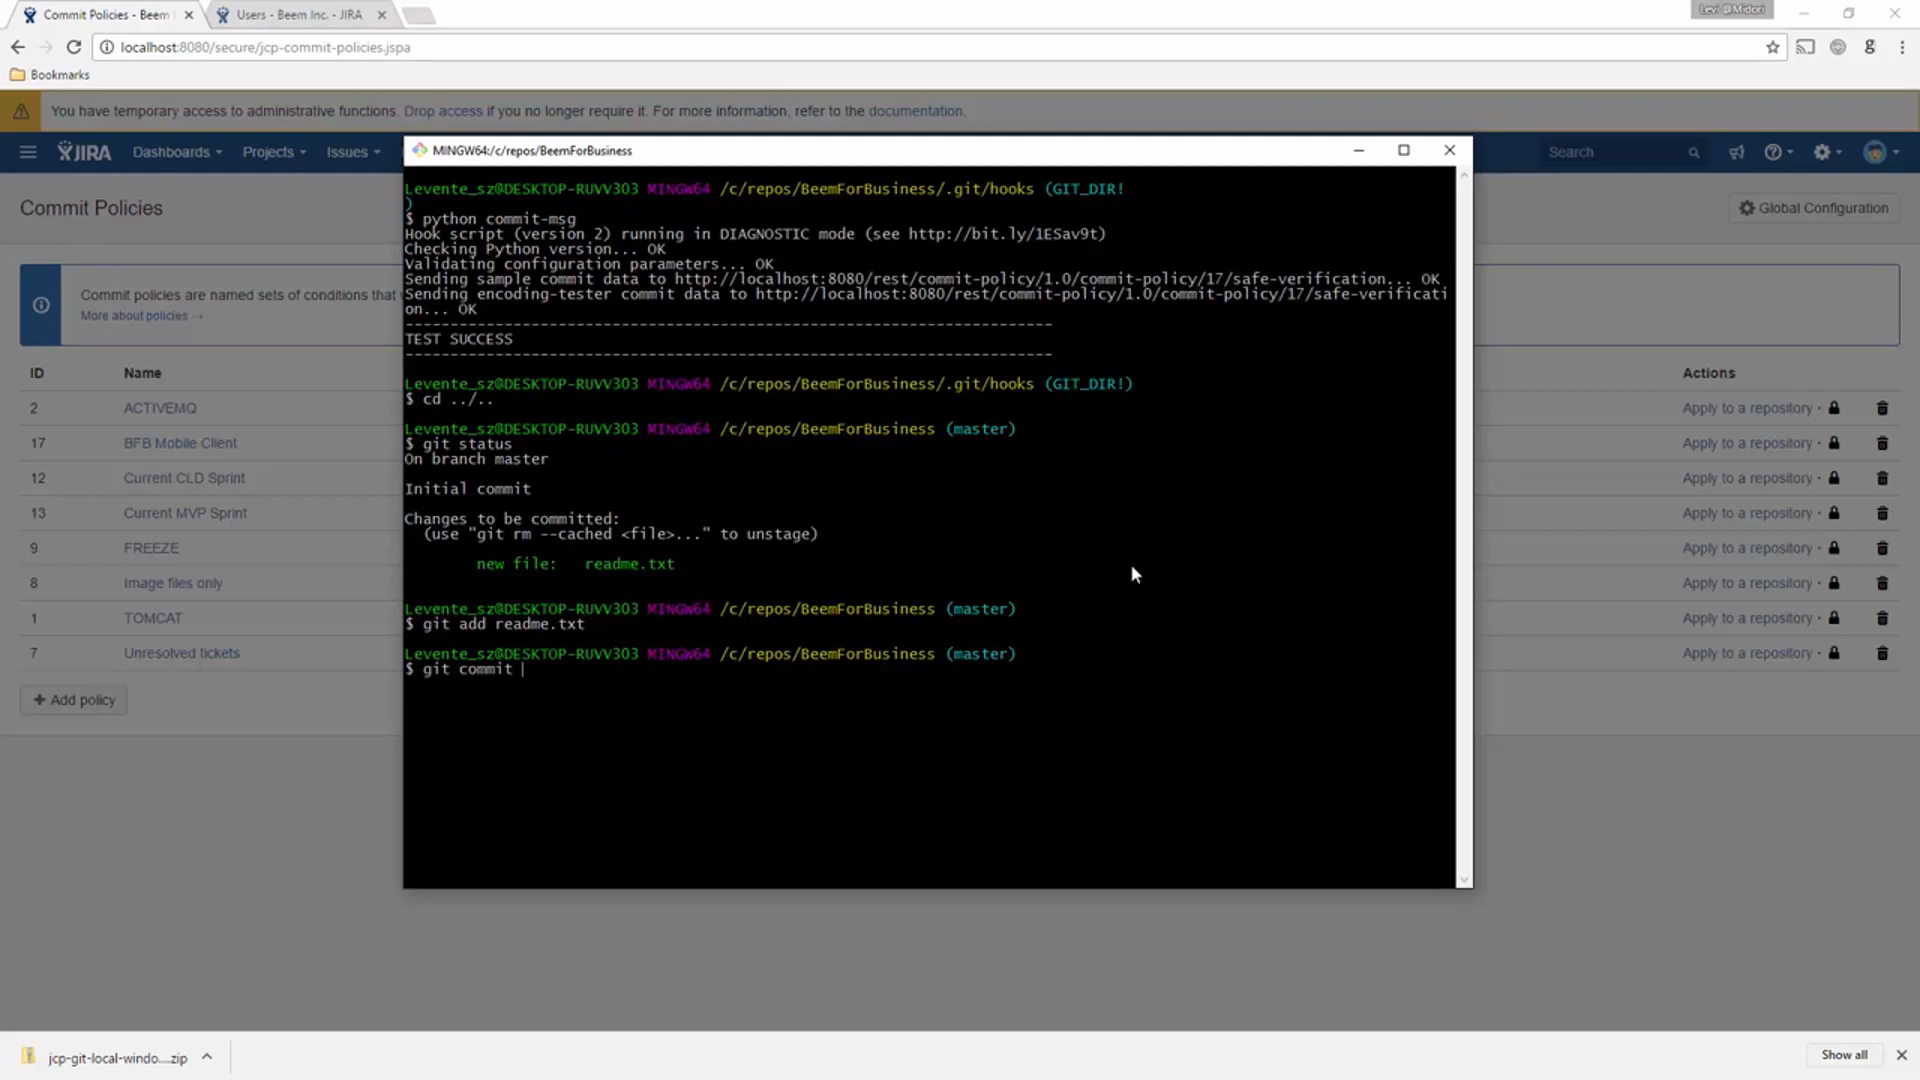 Commit Policies - Beem
Users - Beem Inc. - JIRA
Levi @Midori
localhost:8080/secure/jcp-commit-policies.jspa
Bookmarks
You have temporary access to administrative functions. Drop access if you no longer require it. For more information, refer to the documentation.
JIRA Dashboards Projects Issues Search
MINGW64:/c/repos/BeemForBusiness
Commit Policies
Global Configuration
Commit policies are named sets of conditions that
More about policies →
ID Name Actions
2 ACTIVEMQ Apply to a repository ·
17 BFB Mobile Client Apply to a repository ·
12 Current CLD Sprint Apply to a repository ·
13 Current MVP Sprint Apply to a repository ·
9 FREEZE Apply to a repository ·
8 Image files only Apply to a repository ·
1 TOMCAT Apply to a repository ·
7 Unresolved tickets Apply to a repository ·
+ Add policy
Levente_sz@DESKTOP-RUVV303 MINGW64 /c/repos/BeemForBusiness/.git/hooks (GIT_DIR!
)
$ python commit-msg
Hook script (version 2) running in DIAGNOSTIC mode (see http://bit.ly/1ESav9t)
Checking Python version... OK
Validating configuration parameters... OK
Sending sample commit data to http://localhost:8080/rest/commit-policy/1.0/commit-policy/17/safe-verification... OK
Sending encoding-tester commit data to http://localhost:8080/rest/commit-policy/1.0/commit-policy/17/safe-verificati
on... OK
------------------------------------------------------------------------
TEST SUCCESS
------------------------------------------------------------------------
Levente_sz@DESKTOP-RUVV303 MINGW64 /c/repos/BeemForBusiness/.git/hooks (GIT_DIR!)
$ cd ../..
Levente_sz@DESKTOP-RUVV303 MINGW64 /c/repos/BeemForBusiness (master)
$ git status
On branch master
Initial commit
Changes to be committed:
(use "git rm --cached <file>..." to unstage)
new file: readme.txt
Levente_sz@DESKTOP-RUVV303 MINGW64 /c/repos/BeemForBusiness (master)
$ git add readme.txt
Levente_sz@DESKTOP-RUVV303 MINGW64 /c/repos/BeemForBusiness (master)
$ git commit
jcp-git-local-windo....zip
Show all